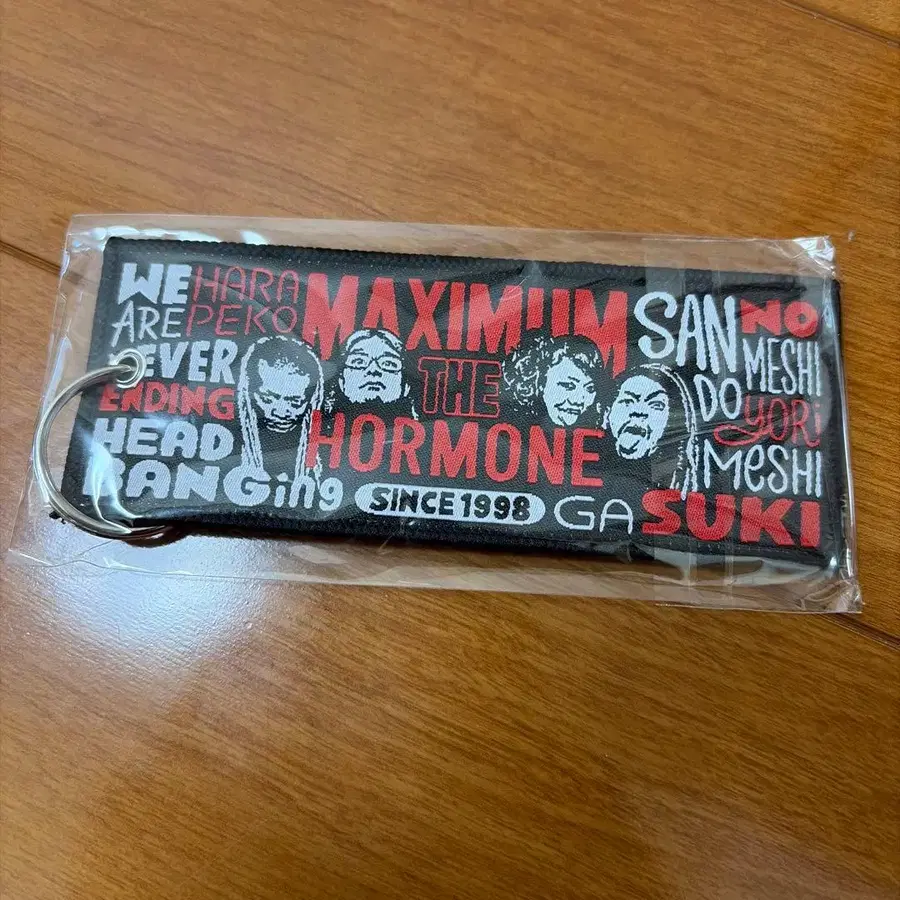 WE HARA
ARE PEKO
NEVER
ENDING
HEAD
BANGing
MAXIMUM
THE
HORMONE
SINCE 1998
SAN NO
DO MESHI
YORi
MeSHI
GA SUKI